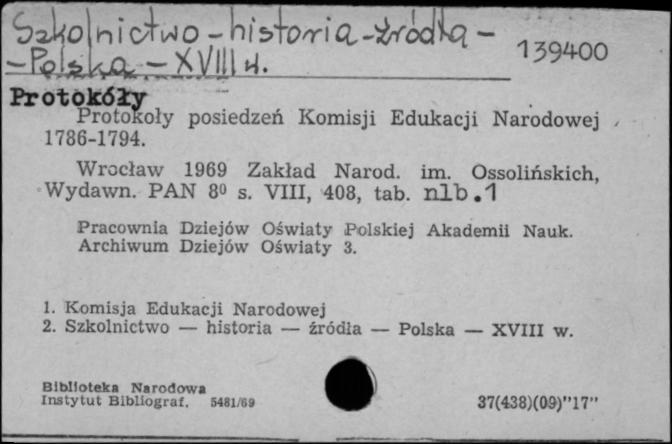 Szkolnictwo - historia - źródła -
- Polska - XVIII w.
139400
Protokóły
Protokoły posiedzeń Komisji Edukacji Narodowej
1786-1794.
Wrocław 1969 Zakład Narod. im. Ossolińskich,
Wydawn. PAN 8⁰ s. VIII, 408, tab. nlb.1
Pracownia Dziejów Oświaty Polskiej Akademii Nauk.
Archiwum Dziejów Oświaty 3.
1. Komisja Edukacji Narodowej
2. Szkolnictwo — historia — źródła — Polska — XVIII w.
Biblioteka Narodowa
Instytut Bibliograf. 5481/69
37(438)(09)"17"